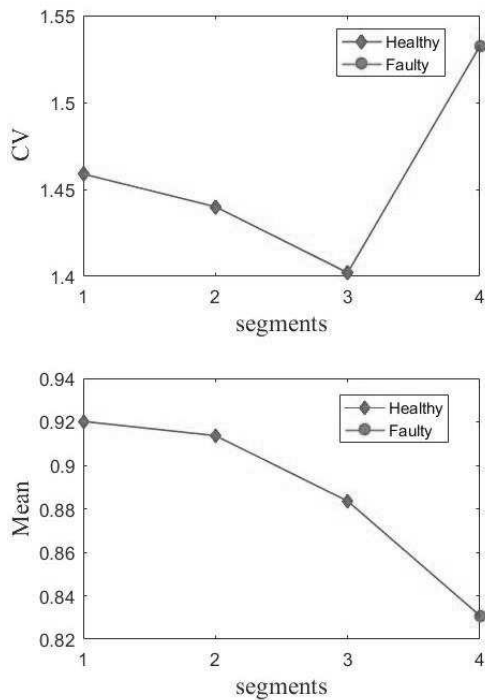 1.55
Healthy
Faulty
1.5
CV
1.45
1.4
1 2 3 4
segments
0.94
Healthy
Faulty
0.92
0.9
Mean
0.88
0.86
0.84
0.82
1 2 3 4
segments